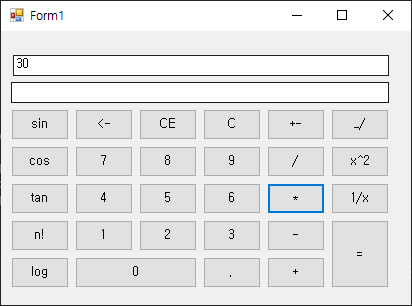 Form1
30
sin <- CE C +- _/
cos 7 8 9 / x^2
tan 4 5 6 * 1/x
n! 1 2 3 - =
log 0 . +